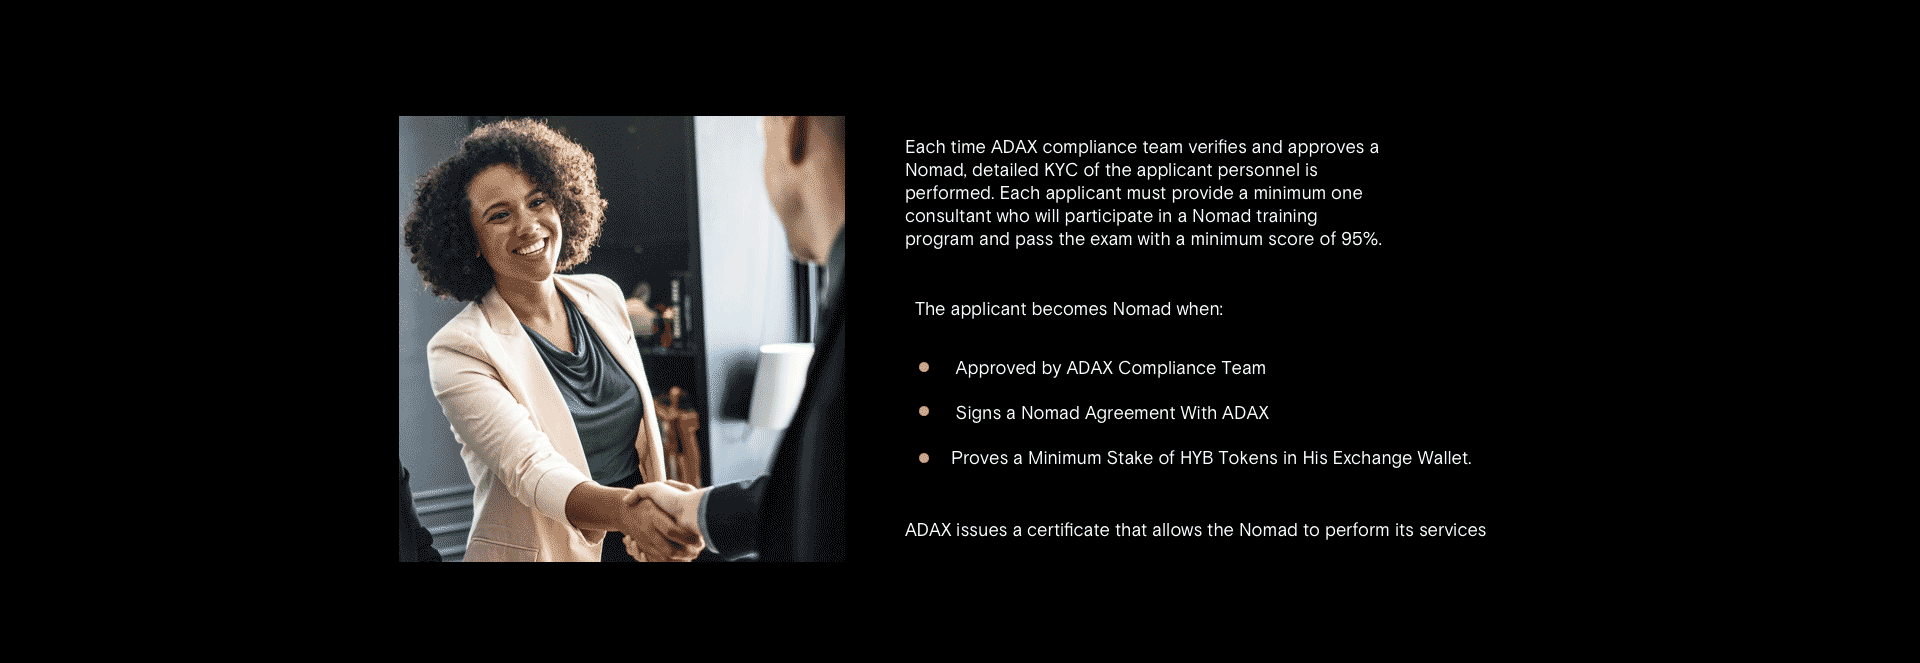 Each time ADAX compliance team verifies and approves a
Nomad, detailed KYC of the applicant personnel is
performed. Each applicant must provide a minimum one
consultant who will participate in a Nomad training
program and pass the exam with a minimum score of 95%.
The applicant becomes Nomad when:
Approved by ADAX Compliance Team
Signs a Nomad Agreement With ADAX
Proves a Minimum Stake of HYB Tokens in His Exchange Wallet.
ADAX issues a certificate that allows the Nomad to perform its services